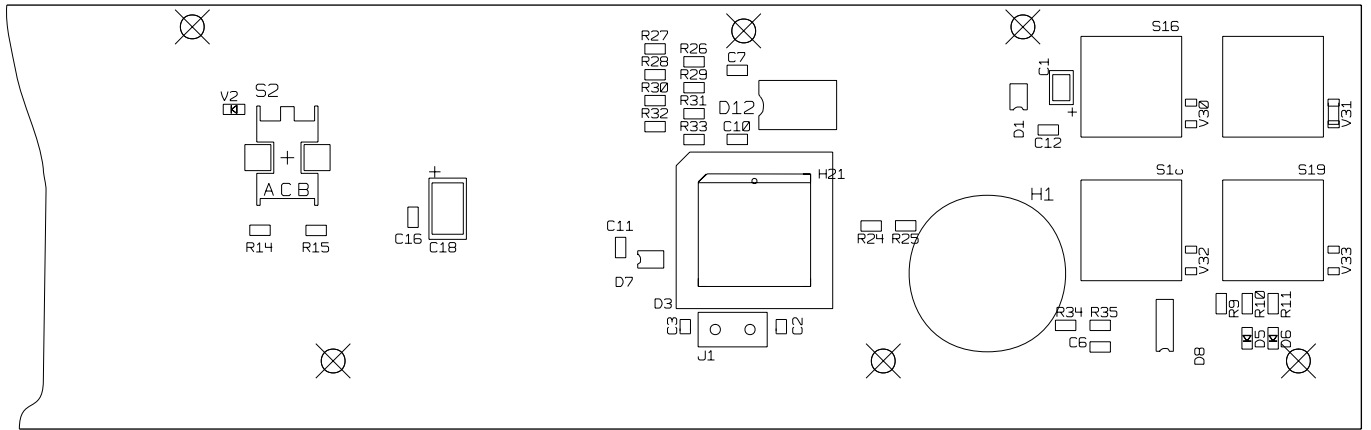 S16
R27
R26
C7
R28
C1
R29
V2
S2
R30
R31
D12
V30
V31
R32
R33
C10
D1
C12
S19
H21
A C B
H1
C11
R24
R25
C16
C18
R14
R15
V32
V33
D7
D3
R9
R10
R11
R34
R35
C3
C2
C6
D5
D6
J1
D8